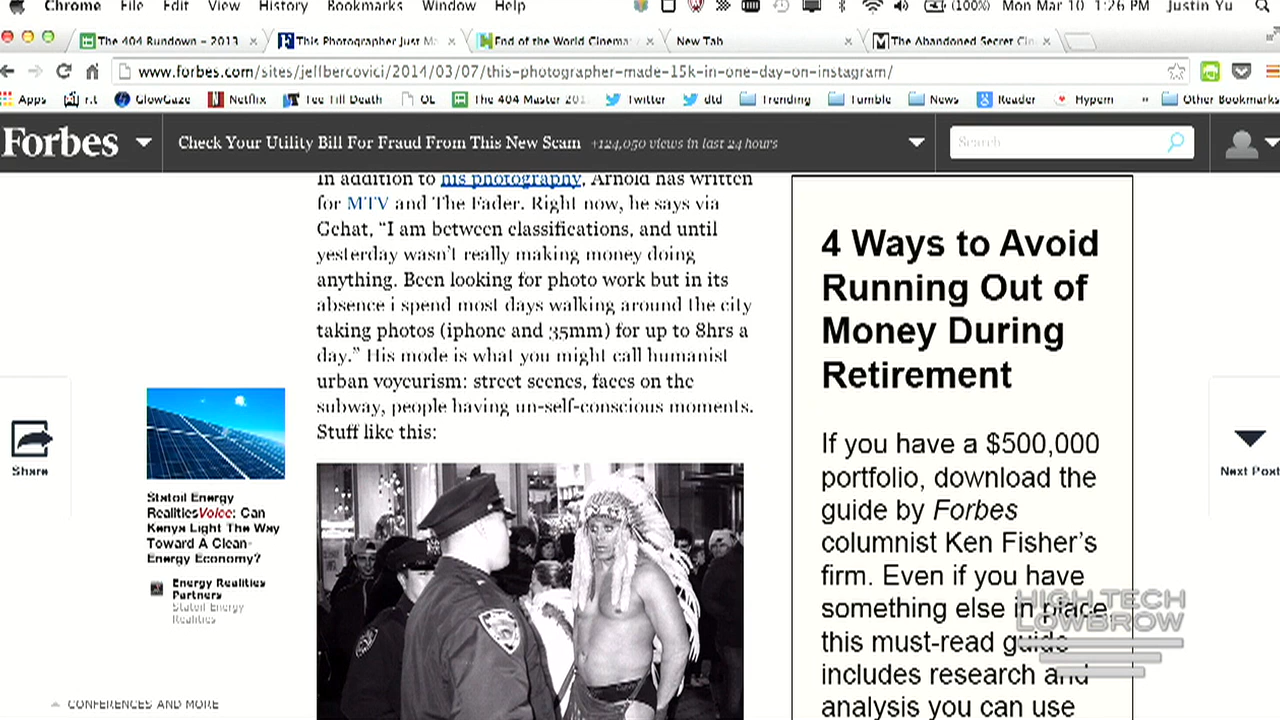 Chrome File Edit View History Bookmarks Window Help (100%) Mon Mar 10 1:26 PM Justin Yu
The 404 Rundown – 2013 This Photographer Just M End of the World Cinema New Tab The Abandoned Secret Cin
www.forbes.com/sites/jeffbercovici/2014/03/07/this-photographer-made-15k-in-one-day-on-instagram/
Apps r.t GlowGaze Netflix Tee Till Death OL The 404 Master 201 Twitter dtd Trending Tumble News Reader Hypem » Other Bookmarks
Forbes Check Your Utility Bill For Fraud From This New Scam +124,050 views in last 24 hours Search
In addition to his photography, Arnold has written
for MTV and The Fader. Right now, he says via
Gchat, “I am between classifications, and until
yesterday wasn’t really making money doing
anything. Been looking for photo work but in its
absence i spend most days walking around the city
taking photos (iphone and 35mm) for up to 8hrs a
day.” His mode is what you might call humanist
urban voyeurism: street scenes, faces on the
subway, people having un-self-conscious moments.
Stuff like this:
4 Ways to Avoid
Running Out of
Money During
Retirement
If you have a $500,000
portfolio, download the
guide by Forbes
columnist Ken Fisher’s
firm. Even if you have
something else in place
this must-read guide
includes research and
analysis you can use
Share
Next Post
Statoil Energy
RealitiesVoice: Can
Kenya Light The Way
Toward A Clean-
Energy Economy?
Energy Realities
Partners
Statoil Energy
Realities
CONFERENCES AND MORE
HIGH TECH
LOWBROW